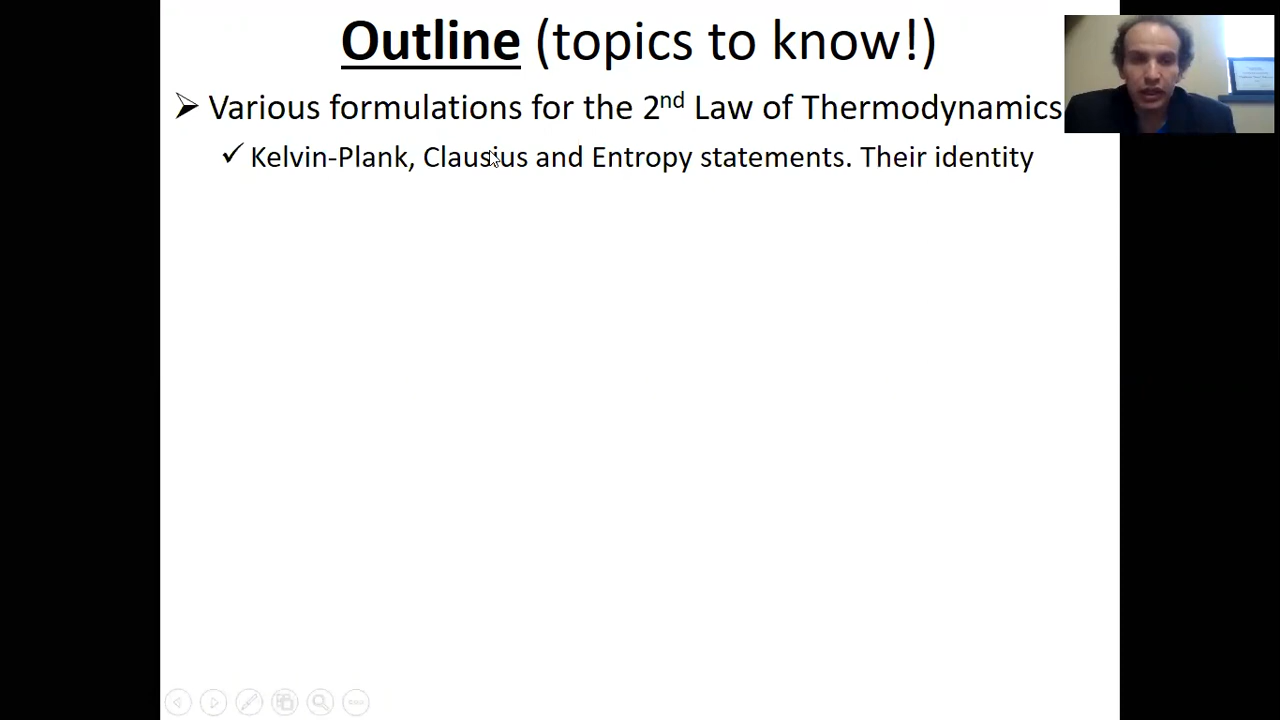 Outline (topics to know!)
Various formulations for the 2nd Law of Thermodynamics
Kelvin-Plank, Clausius and Entropy statements. Their identity